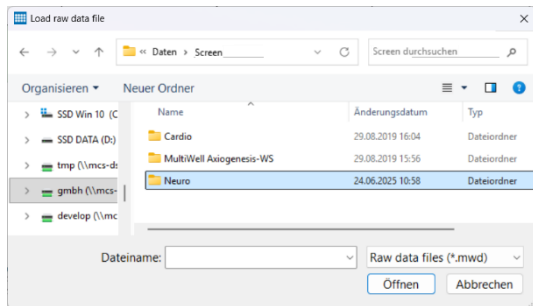 Load raw data file
« Daten > Screen
Screen durchsuchen
Organisieren
Neuer Ordner
Name
Änderungsdatum
Typ
SSD Win 10 (C
SSD DATA (D:)
tmp (\\mcs-ds
gmbh (\\mcs-
develop (\\mc
Cardio 29.08.2019 16:04 Dateiordner
MultiWell Axiogenesis-WS 29.08.2019 15:56 Dateiordner
Neuro 24.06.2025 10:58 Dateiordner
Dateiname:
Raw data files (*.mwd)
Öffnen
Abbrechen